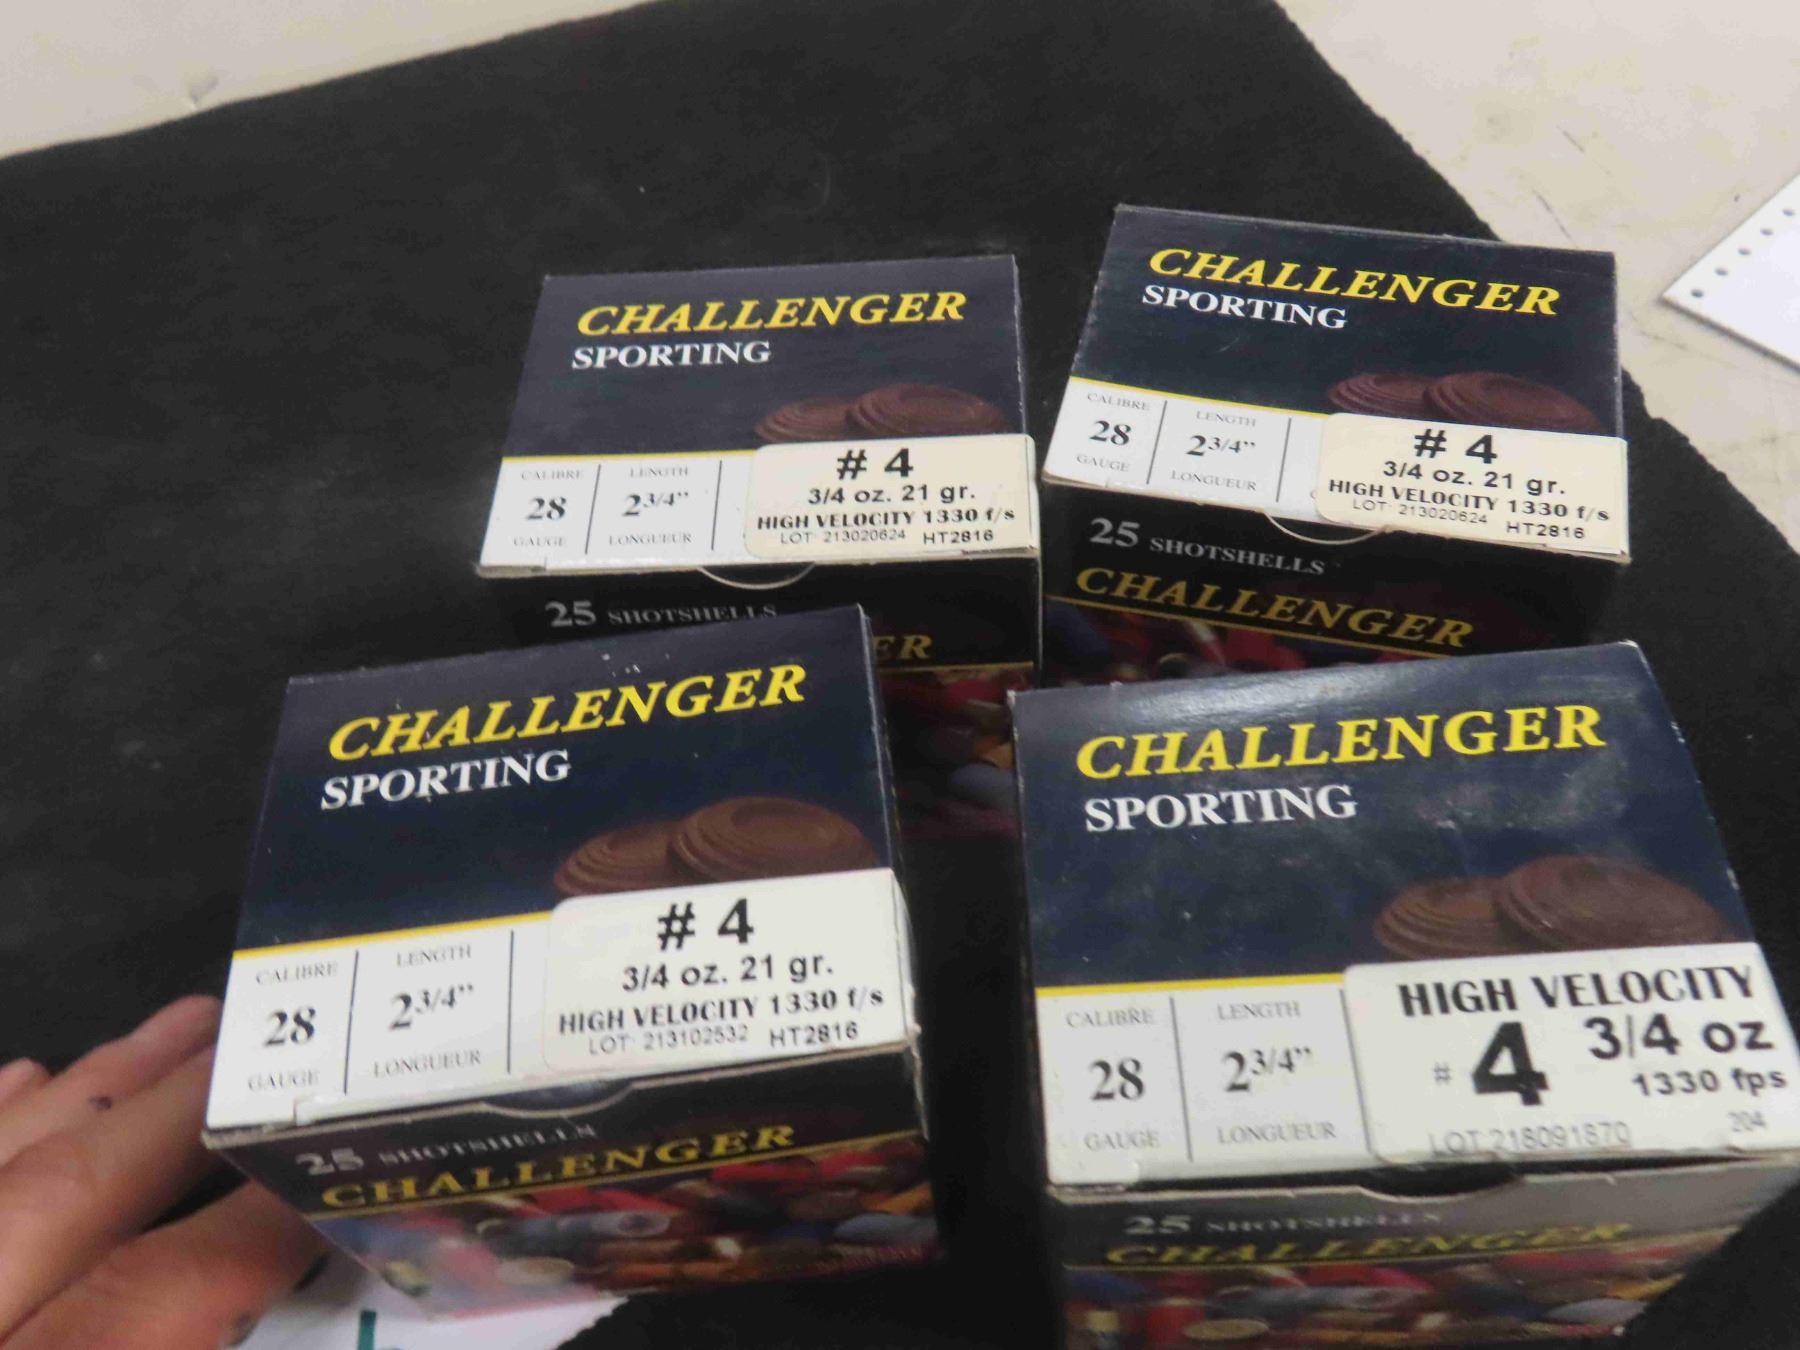 CHALLENGER
SPORTING
CALIBRE
28
GAUGE
LENGTH
2 3/4"
LONGUEUR
# 4
3/4 oz. 21 gr.
HIGH VELOCITY 1330 f/s
LOT: 213020624 HT2816
25 SHOTSHELLS
ER
CHALLENGER
SPORTING
CALIBRE
28
GAUGE
LENGTH
2 3/4"
LONGUEUR
# 4
3/4 oz. 21 gr.
HIGH VELOCITY 1330 f/s
LOT: 213020624 HT2816
25 SHOTSHELLS
CHALLENGER
CHALLENGER
SPORTING
CALIBRE
28
GAUGE
LENGTH
2 3/4"
LONGUEUR
# 4
3/4 oz. 21 gr.
HIGH VELOCITY 1330 f/s
LOT: 213102532 HT2816
25 SHOTSHELLS
CHALLENGER
CHALLENGER
SPORTING
CALIBRE
28
GAUGE
LENGTH
2 3/4"
LONGUEUR
HIGH VELOCITY
# 4 3/4 oz
1330 fps
LOT 218091870 204
25 SHOTSHELLS
CHALLENGER